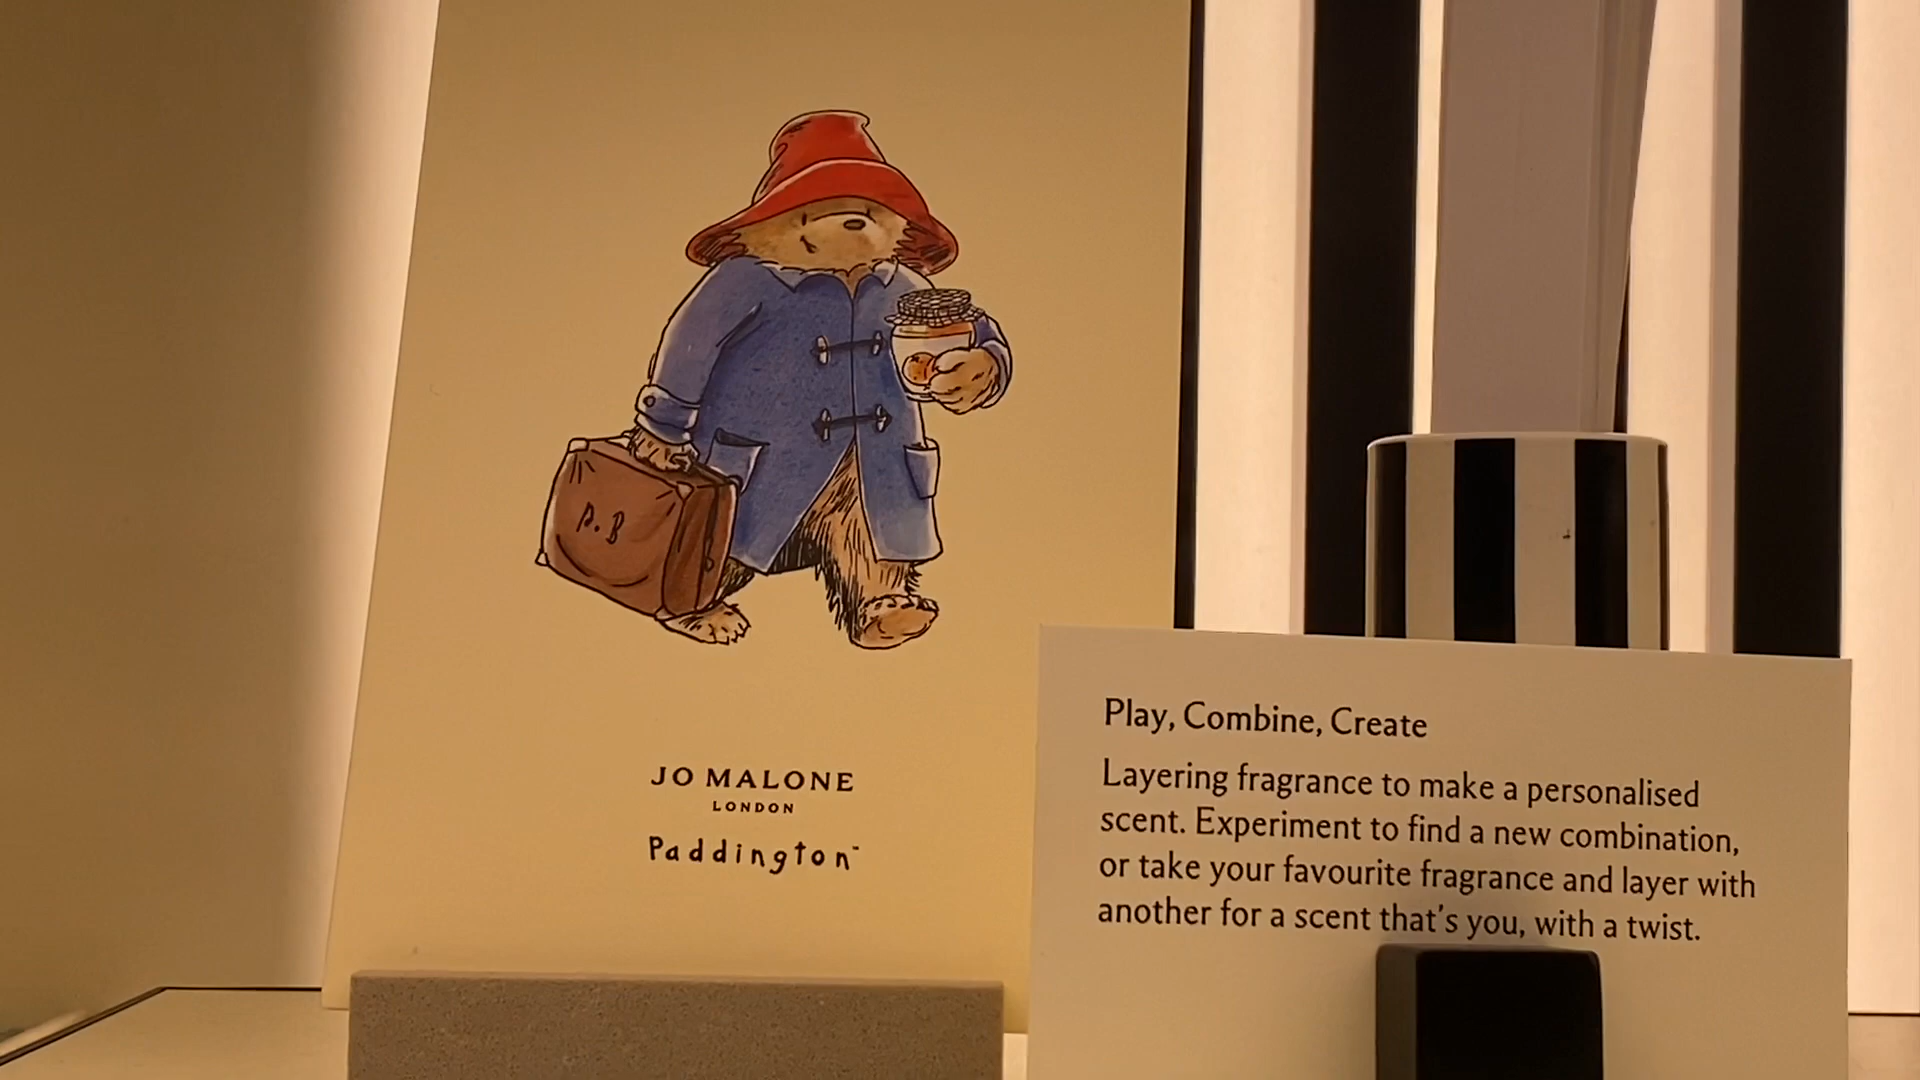 P. B
JO MALONE
LONDON
Paddington™
Play, Combine, Create
Layering fragrance to make a personalised
scent. Experiment to find a new combination,
or take your favourite fragrance and layer with
another for a scent that's you, with a twist.